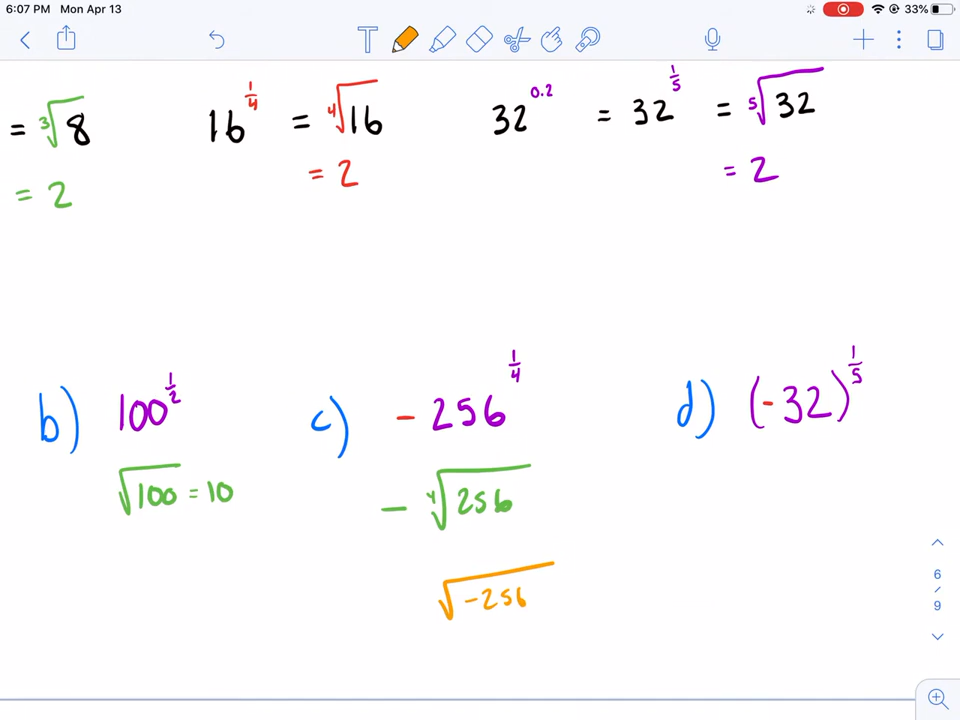 6:07 PM Mon Apr 13 33%
T
= ∛8 16^(1/4) = ∜16 32^0.2 = 32^(1/5) = ⁵√32
= 2 = 2 = 2
b) 100^(1/2) c) - 256^(1/4) d) (-32)^(1/5)
√100 = 10 - ∜256
√-256
6
/
9